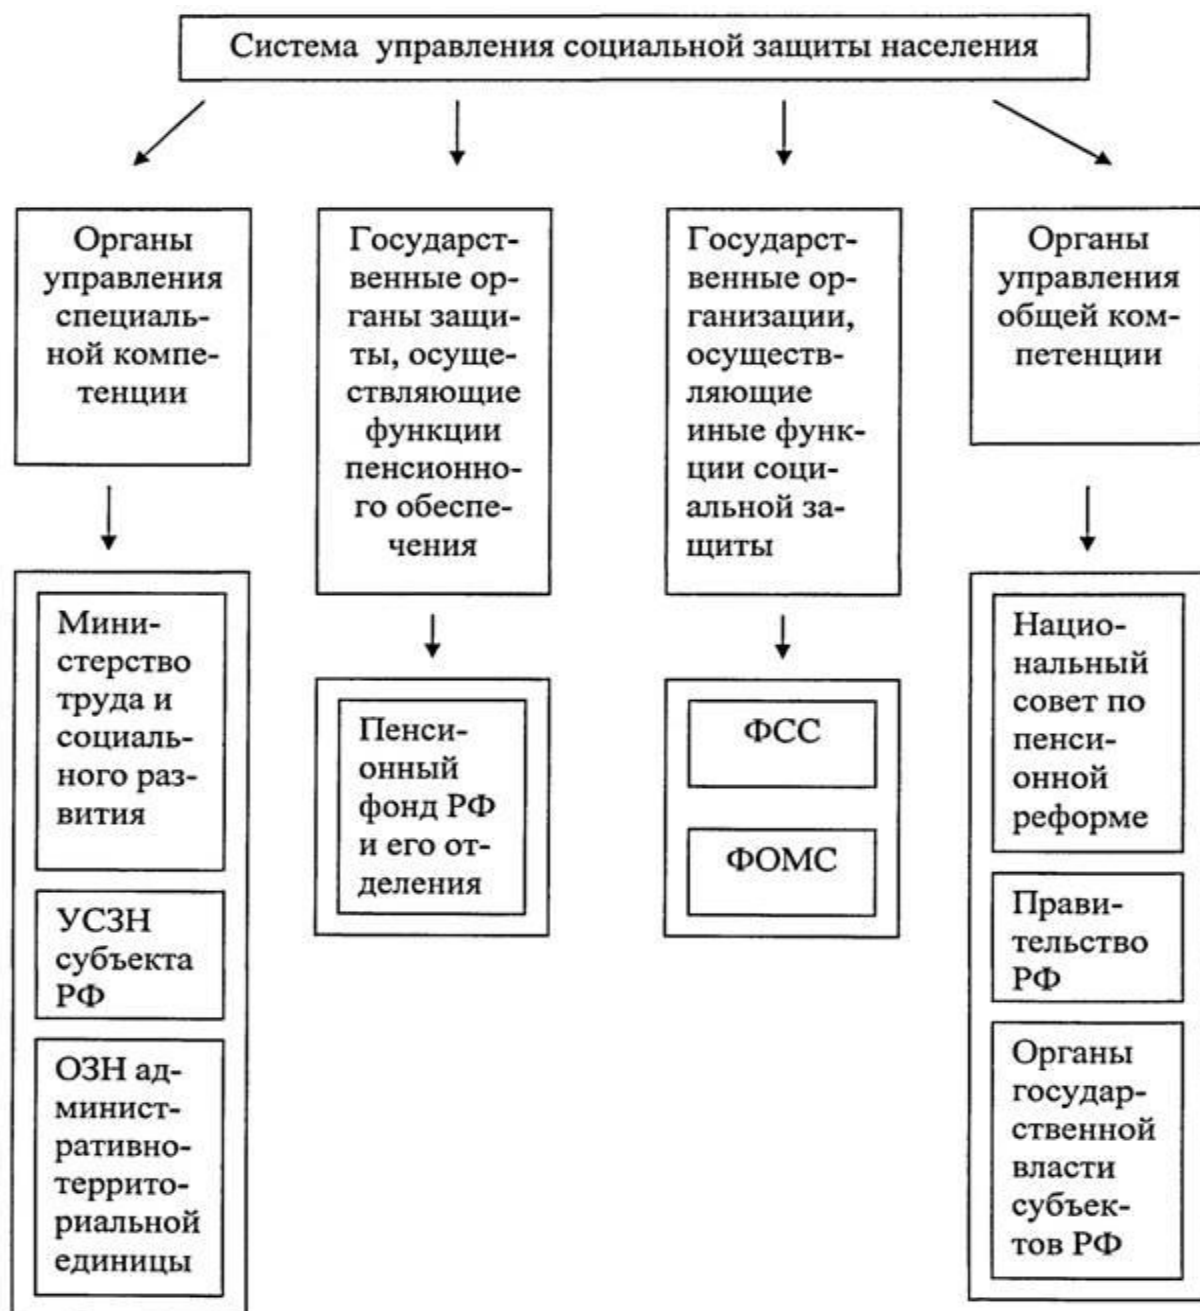 Система управления социальной защиты населения
Органы
управления
специаль-
ной компе-
тенции
Государст-
венные ор-
ганы защи-
ты, осуще-
ствляющие
функции
пенсионно-
го обеспе-
чения
Государст-
венные ор-
ганизации,
осуществ-
ляющие
иные функ-
ции соци-
альной за-
щиты
Органы
управления
общей ком-
петенции
Мини-
стерство
труда и
социаль-
ного раз-
вития
УСЗН
субъекта
РФ
ОЗН ад-
минист-
ративно-
террито-
риальной
единицы
Пенси-
онный
фонд РФ
и его от-
деления
ФСС
ФОМС
Нацио-
нальный
совет по
пенси-
онной
реформе
Прави-
тельство
РФ
Органы
государ-
ственной
власти
субъек-
тов РФ